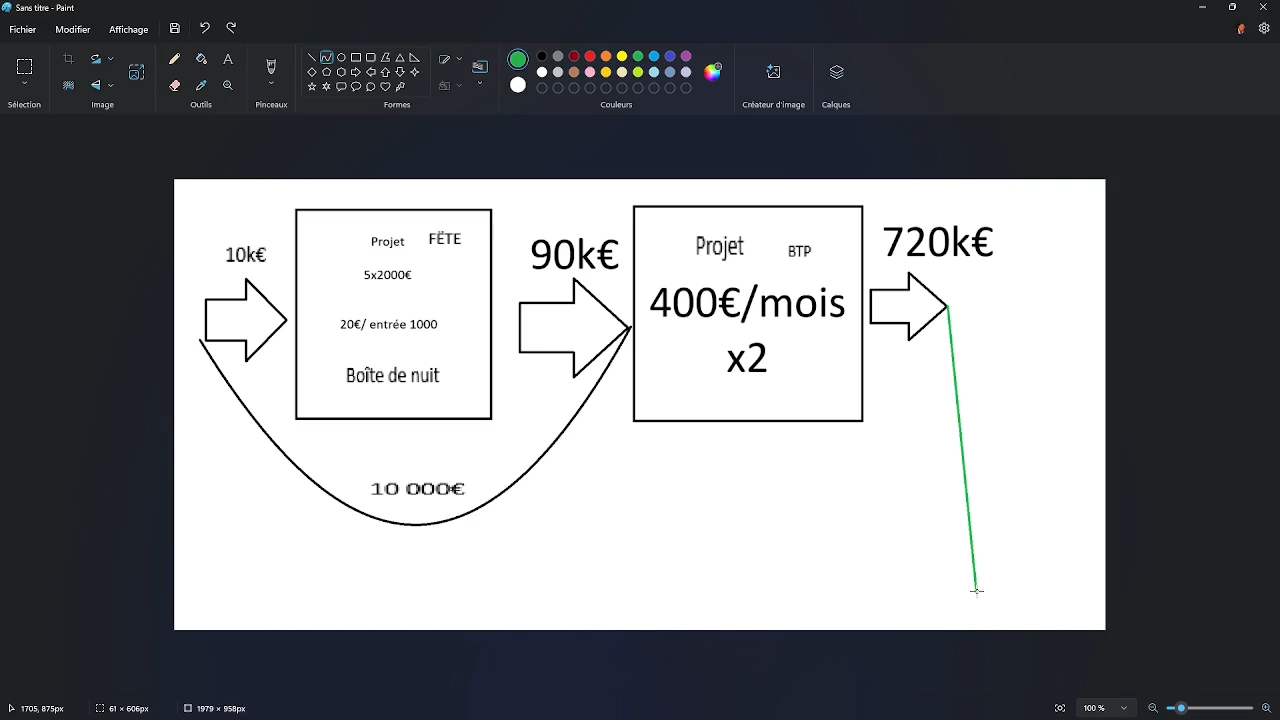 Sans titre - Paint
Fichier Modifier Affichage
Sélection Image Outils Pinceaux Formes Couleurs Créateur d'image Calques
10k€
Projet FËTE
5x2000€
20€/ entrée 1000
Boîte de nuit
90k€
Projet BTP
400€/mois
x2
720k€
10 000€
1705, 875px 61 × 606px 1979 × 958px 100 %